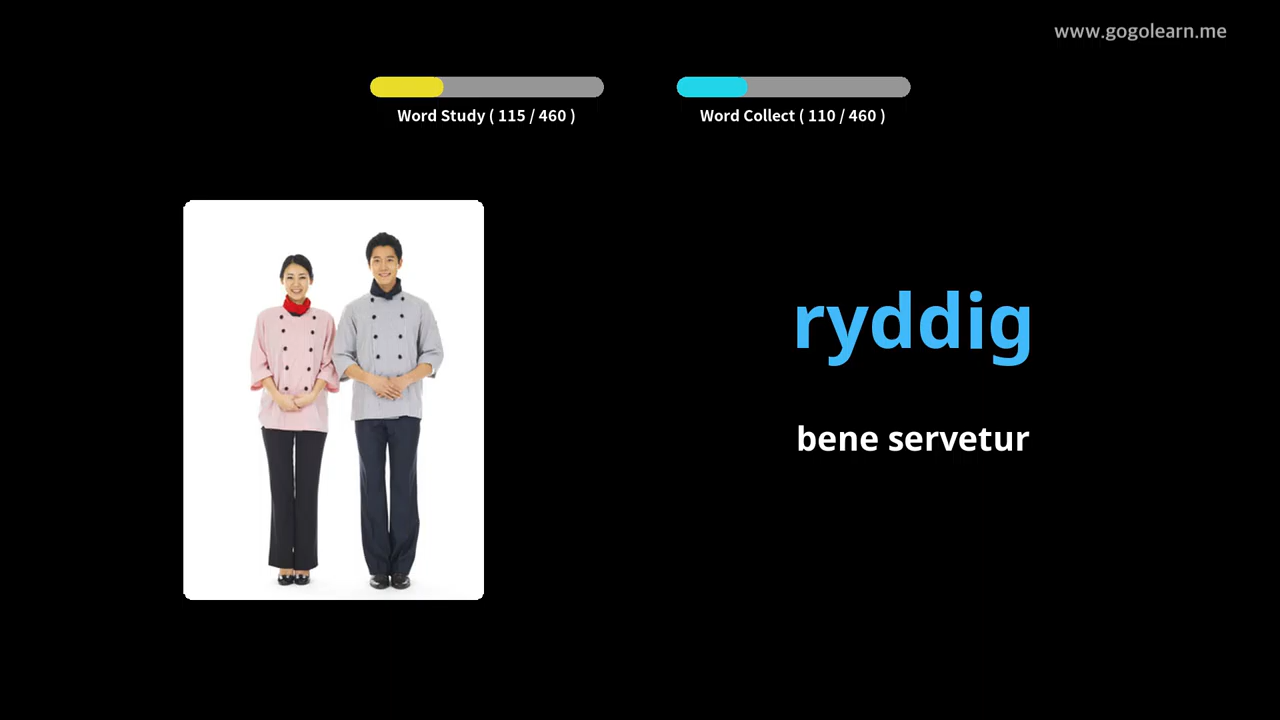 www.gogolearn.me
Word Study ( 115 / 460 )
Word Collect ( 110 / 460 )
ryddig
bene servetur